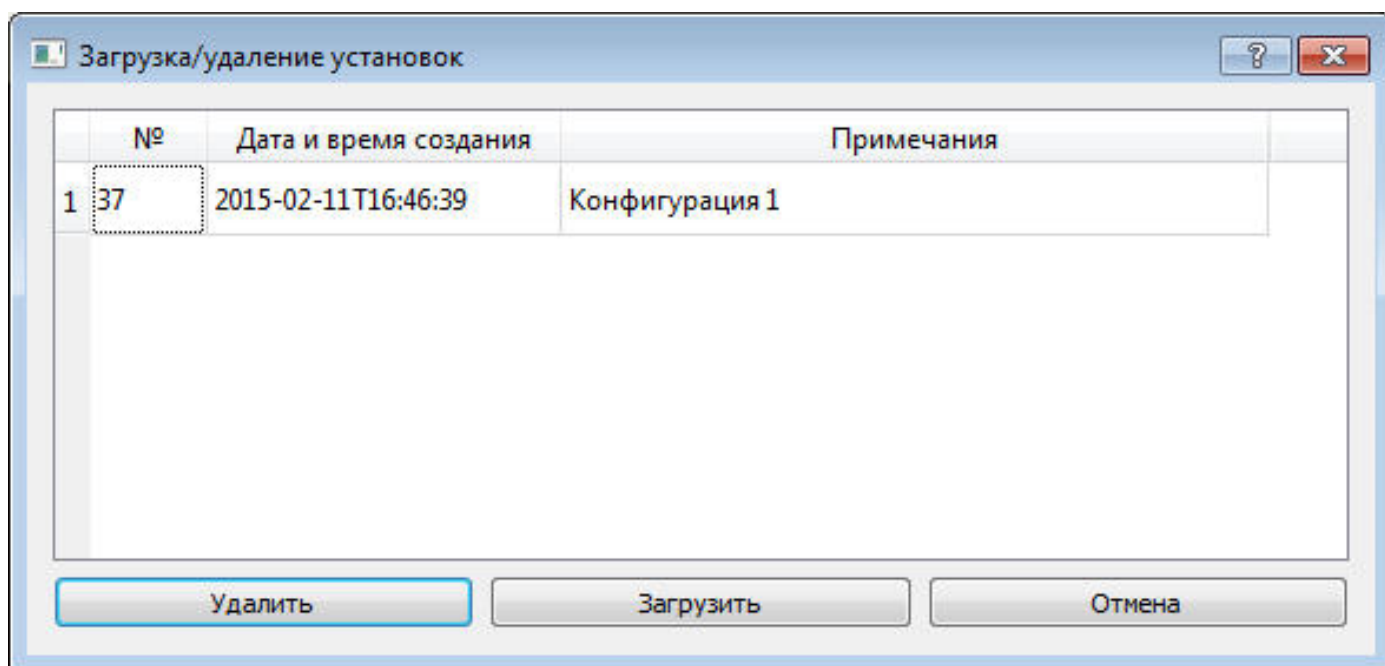 Загрузка/удаление установок
№ Дата и время создания Примечания
1 37 2015-02-11T16:46:39 Конфигурация 1
Удалить Загрузить Отмена